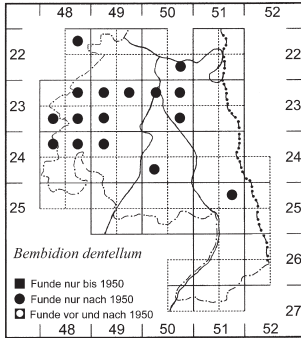 48 49 50 51 52
22
22
23
23
24
24
25
25
26
27
48 49 50 51 52
Bembidion dentellum
Funde nur bis 1950
Funde nur nach 1950
Funde vor und nach 1950